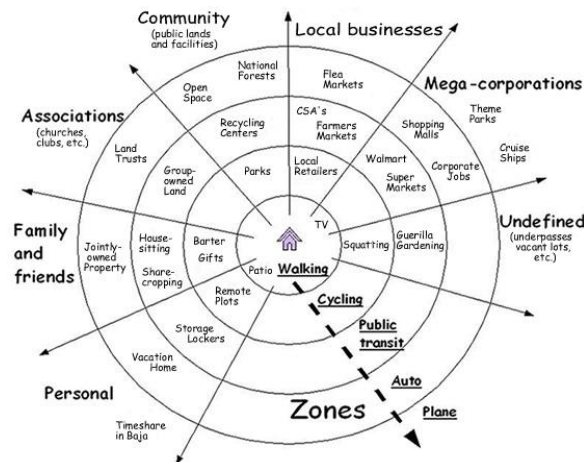 Community
(public lands
and facilities)
Local businesses
National
Forests
Flea
Markets
Open
Space
Mega-corporations
Theme
Parks
Associations
(churches,
clubs, etc.)
Recycling
Centers
CSA's
Farmers
Markets
Shopping
Malls
Cruise
Ships
Land
Trusts
Group-
owned
Land
Parks
Local
Retailers
Walmart
Super
Markets
Corporate
Jobs
Family
and
friends
Jointly-
owned
Property
House-
sitting
Share-
cropping
Barter
Gifts
TV
Squatting
Guerilla
Gardening
Undefined
(underpasses
vacant lots,
etc.)
Patio
Walking
Remote
Plots
Cycling
Storage
Lockers
Public
transit
Vacation
Home
Auto
Personal
Zones
Plane
Timeshare
in Baja